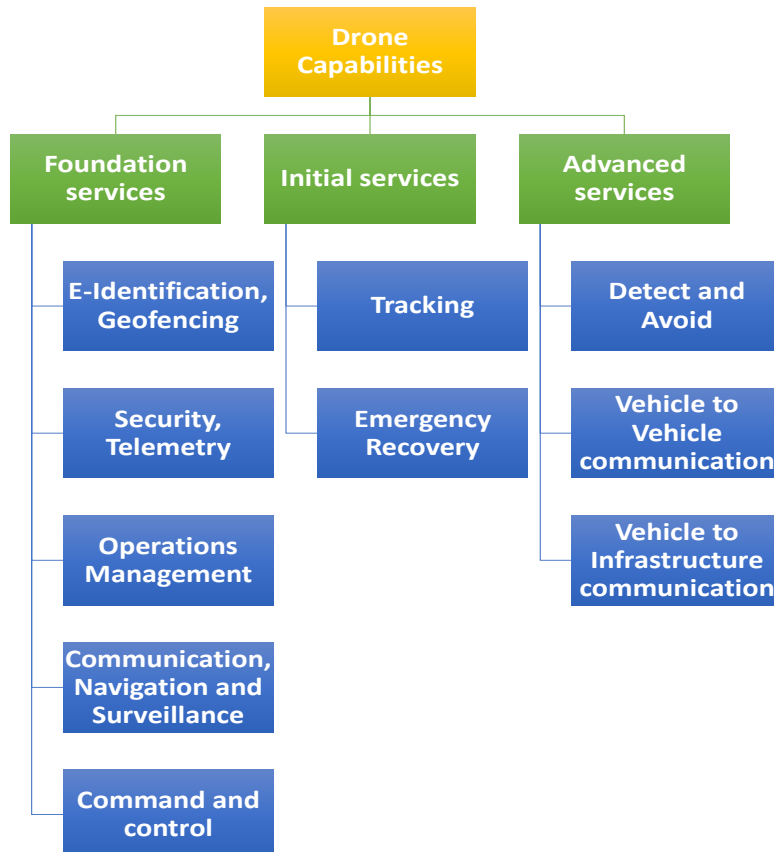 Drone
Capabilities
Foundation
services
Initial services
Advanced
services
E-Identification,
Geofencing
Tracking
Detect and
Avoid
Security,
Telemetry
Emergency
Recovery
Vehicle to
Vehicle
communication
Operations
Management
Vehicle to
Infrastructure
communication
Communication,
Navigation and
Surveillance
Command and
control